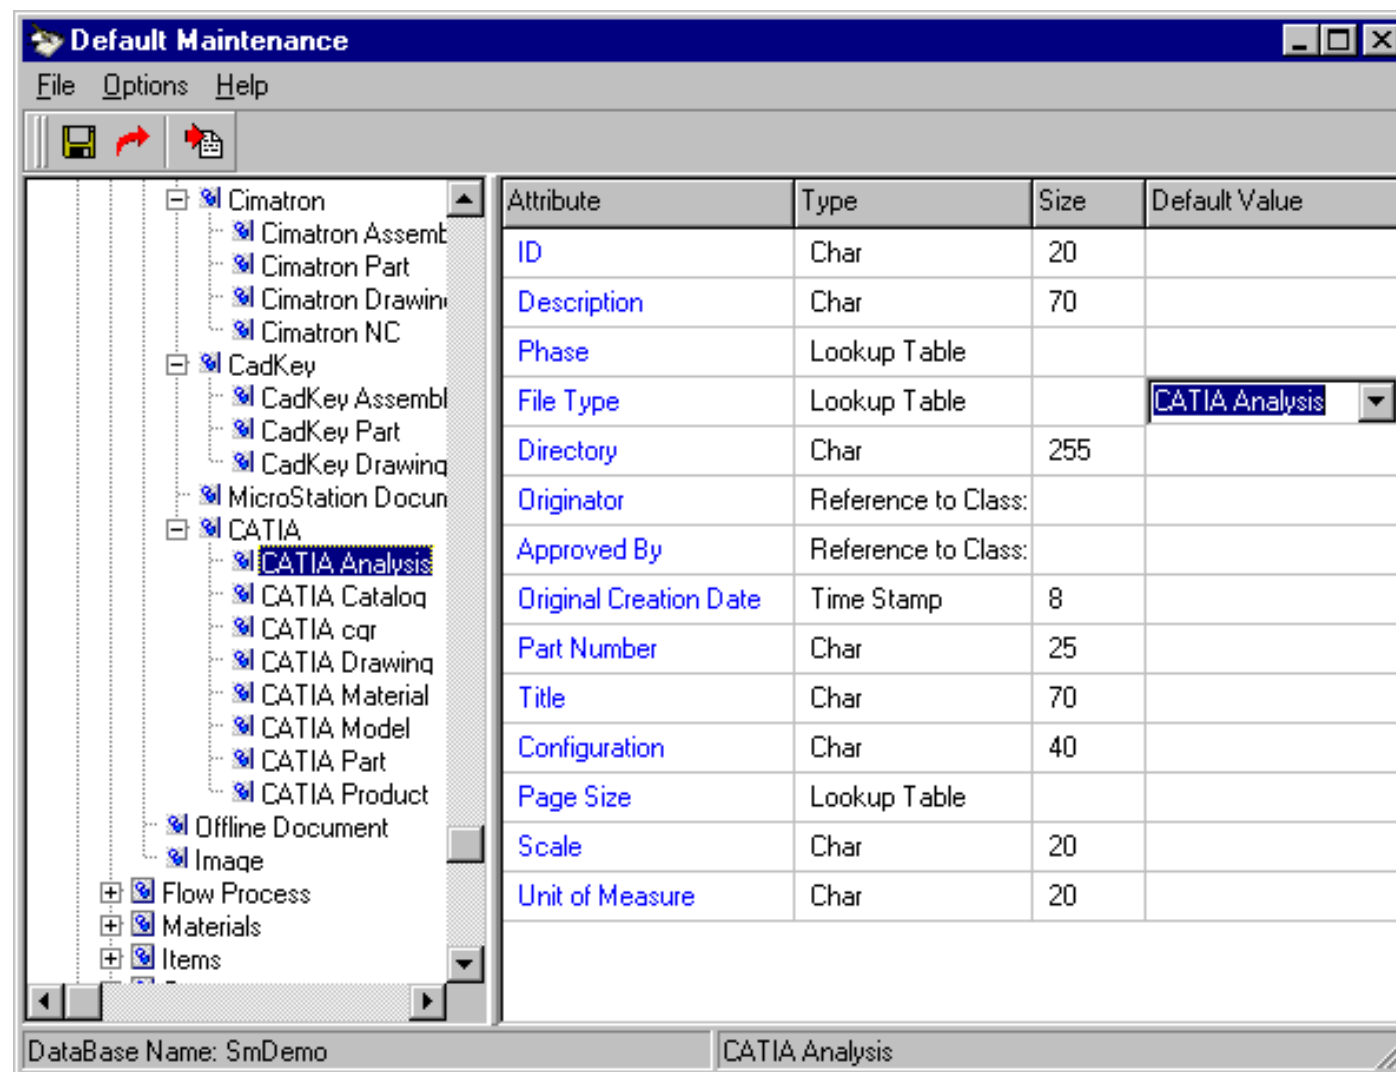 Default Maintenance
File Options Help
Cimatron
Cimatron Assemb
Cimatron Part
Cimatron Drawin
Cimatron NC
CadKey
CadKey Assembl
CadKey Part
CadKey Drawing
MicroStation Docum
CATIA
CATIA Analysis
CATIA Catalog
CATIA cgr
CATIA Drawing
CATIA Material
CATIA Model
CATIA Part
CATIA Product
Offline Document
Image
Flow Process
Materials
Items
Attribute Type Size Default Value
ID Char 20
Description Char 70
Phase Lookup Table
File Type Lookup Table CATIA Analysis
Directory Char 255
Originator Reference to Class:
Approved By Reference to Class:
Original Creation Date Time Stamp 8
Part Number Char 25
Title Char 70
Configuration Char 40
Page Size Lookup Table
Scale Char 20
Unit of Measure Char 20
DataBase Name: SmDemo CATIA Analysis